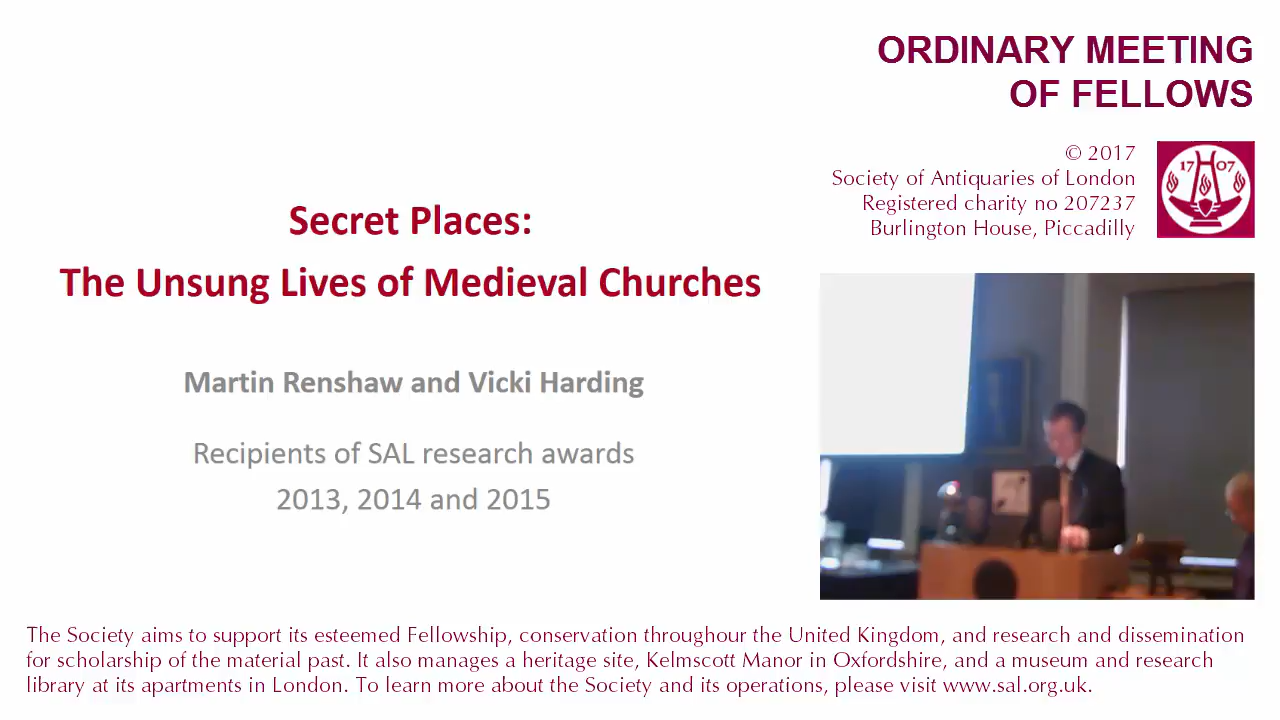 ORDINARY MEETING
OF FELLOWS
© 2017
Society of Antiquaries of London
Registered charity no 207237
Burlington House, Piccadilly
17 07
Secret Places:
The Unsung Lives of Medieval Churches
Martin Renshaw and Vicki Harding
Recipients of SAL research awards
2013, 2014 and 2015
The Society aims to support its esteemed Fellowship, conservation throughour the United Kingdom, and research and dissemination
for scholarship of the material past. It also manages a heritage site, Kelmscott Manor in Oxfordshire, and a museum and research
library at its apartments in London. To learn more about the Society and its operations, please visit www.sal.org.uk.